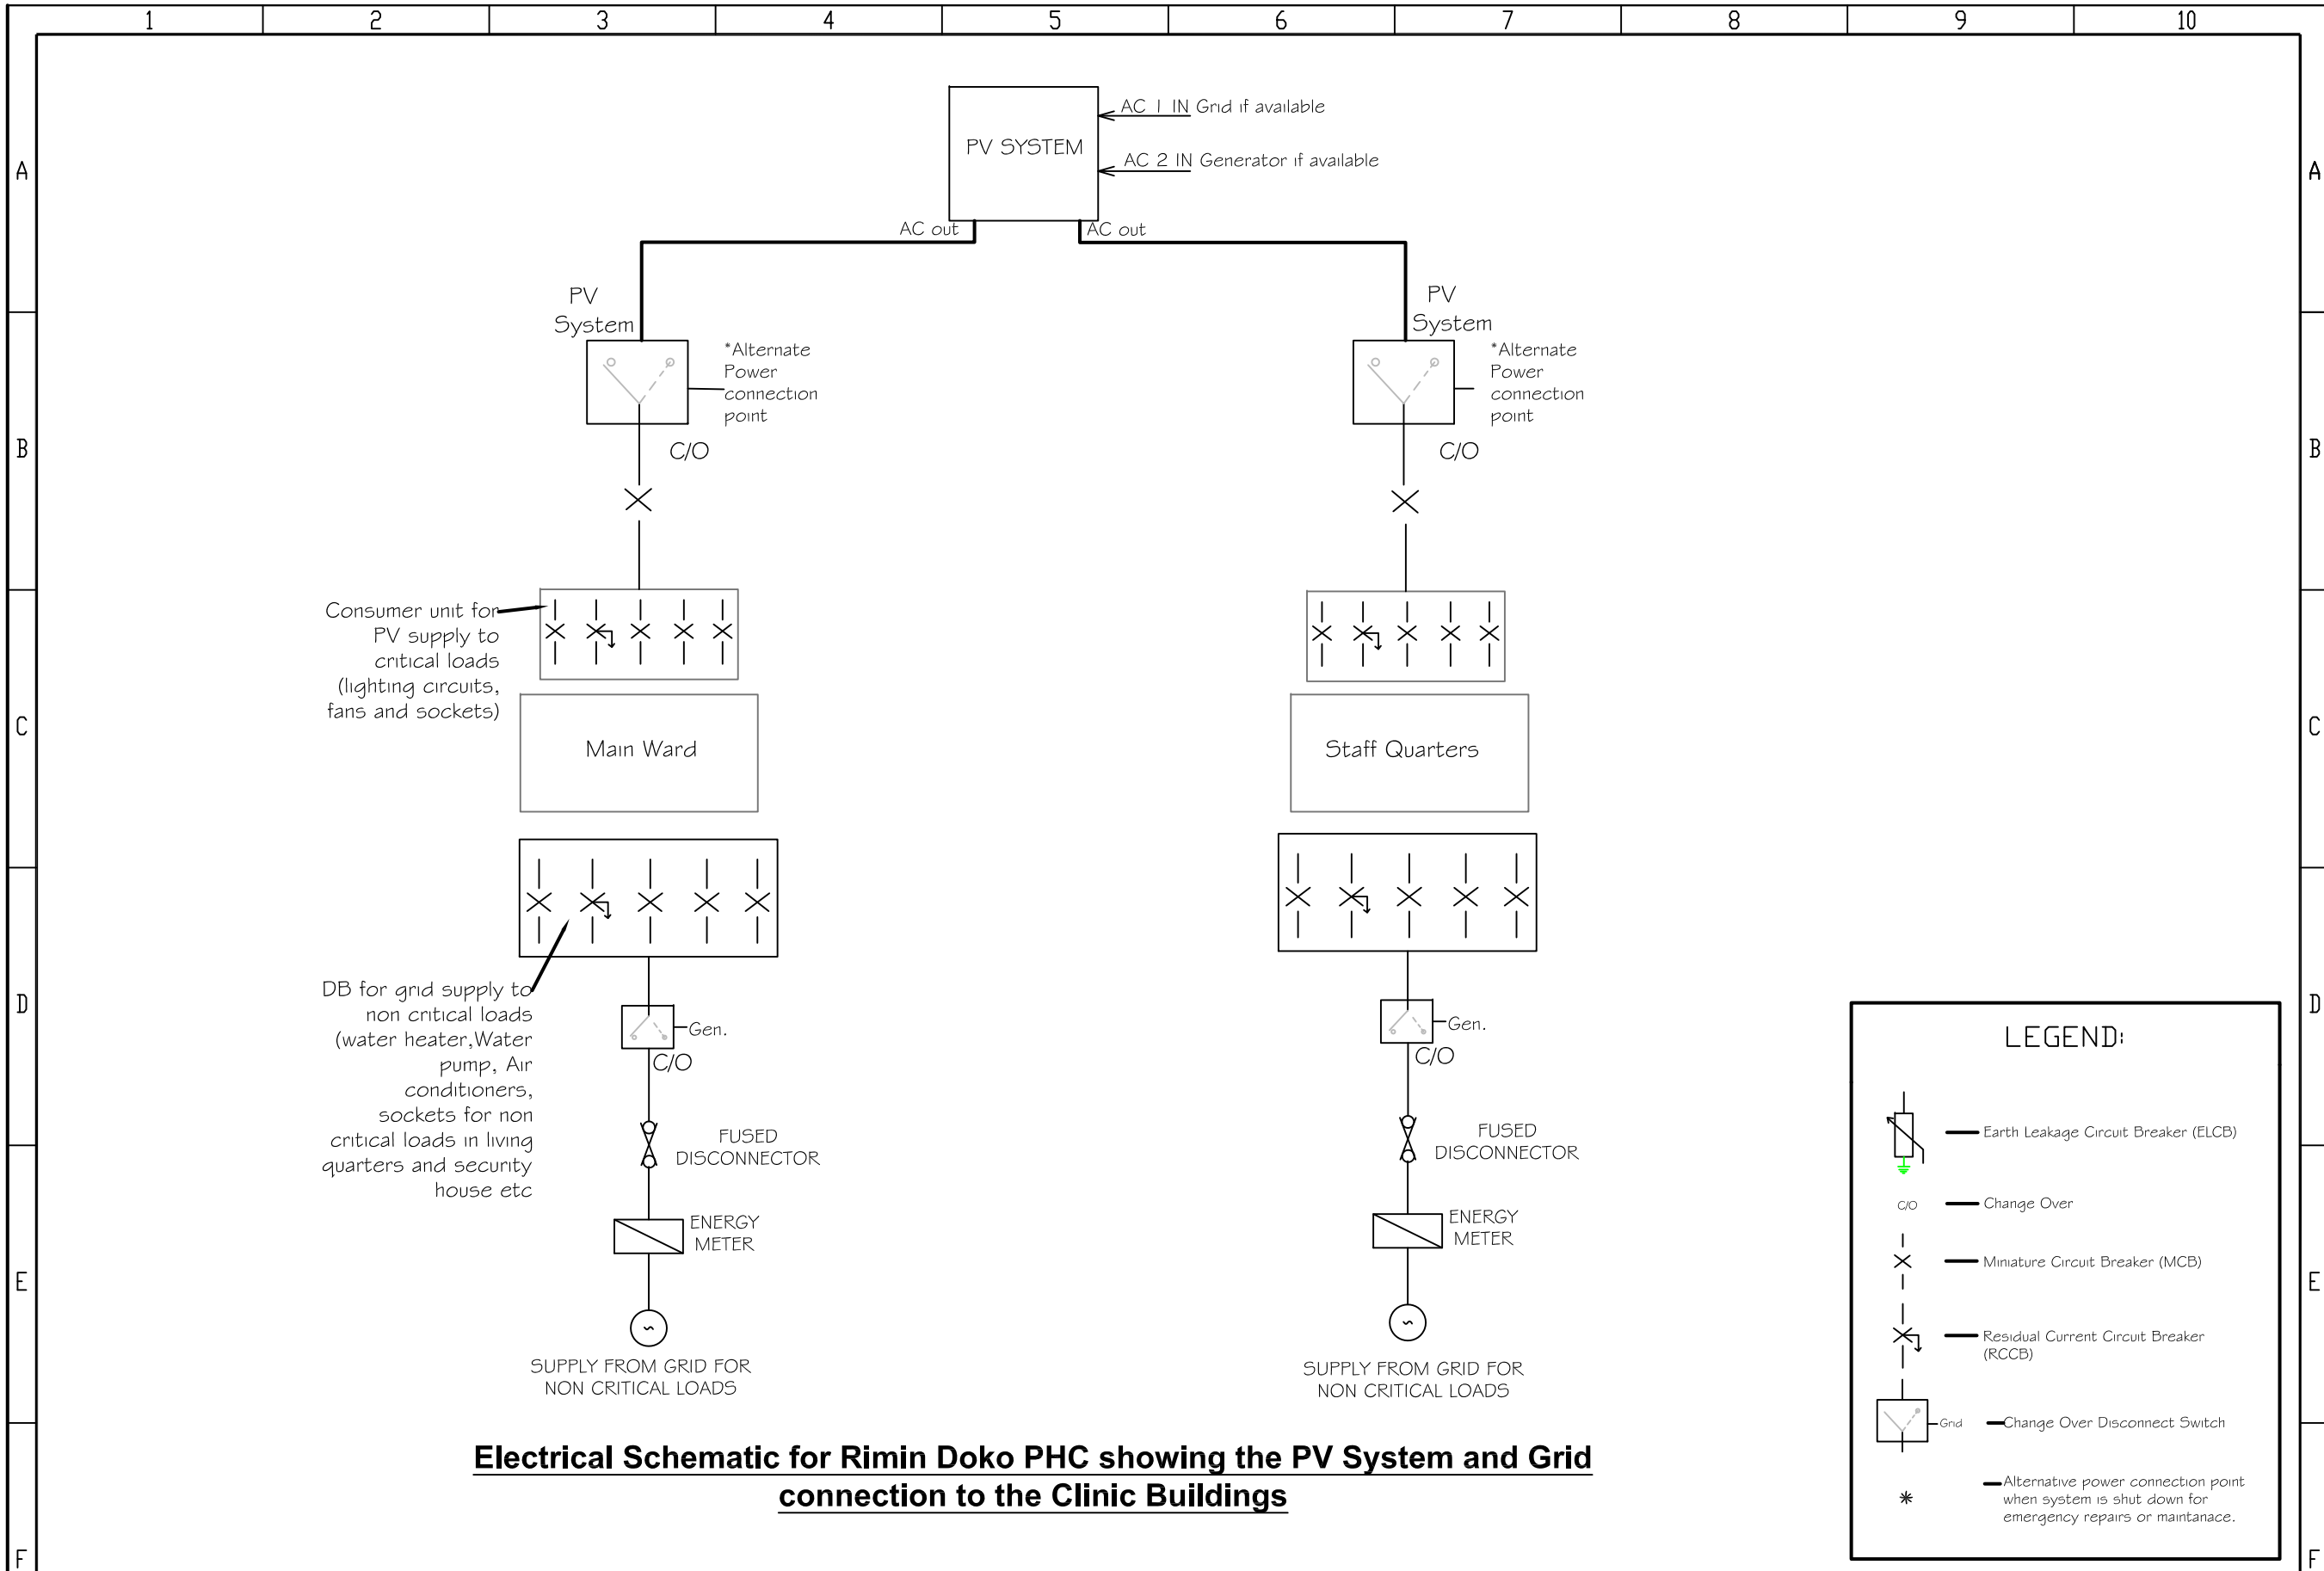 1 2 3 4 5 6 7 8 9 10
A A
B B
C C
D D
E E
F F
PV SYSTEM
AC 1 IN Grid if available
AC 2 IN Generator if available
AC out
AC out
PV
System
*Alternate
Power
connection
point
C/O
PV
System
*Alternate
Power
connection
point
C/O
Consumer unit for
PV supply to
critical loads
(lighting circuits,
fans and sockets)
Main Ward
Staff Quarters
DB for grid supply to
non critical loads
(water heater,Water
pump, Air
conditioners,
sockets for non
critical loads in living
quarters and security
house etc
Gen.
C/O
FUSED
DISCONNECTOR
ENERGY
METER
~
SUPPLY FROM GRID FOR
NON CRITICAL LOADS
Gen.
C/O
FUSED
DISCONNECTOR
ENERGY
METER
~
SUPPLY FROM GRID FOR
NON CRITICAL LOADS
LEGEND:
Earth Leakage Circuit Breaker (ELCB)
C/O Change Over
Miniature Circuit Breaker (MCB)
Residual Current Circuit Breaker
(RCCB)
Grid Change Over Disconnect Switch
* Alternative power connection point
when system is shut down for
emergency repairs or maintanace.
Electrical Schematic for Rimin Doko PHC showing the PV System and Grid
connection to the Clinic Buildings